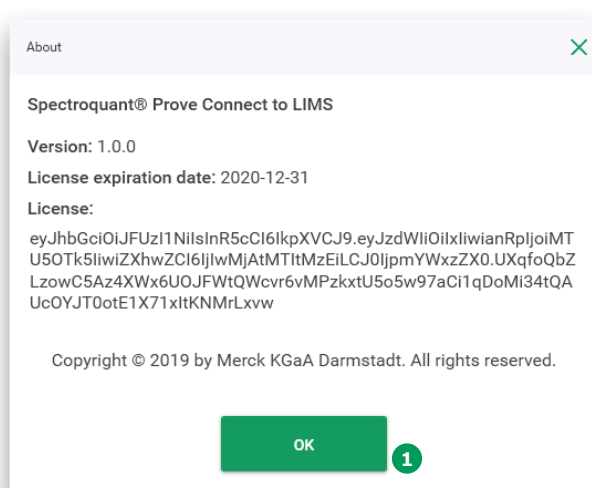 About
Spectroquant® Prove Connect to LIMS
Version: 1.0.0
License expiration date: 2020-12-31
License:
eyJhbGciOiJFUzI1NiIsInR5cCI6IkpXVCJ9.eyJzdWIiOiIxIiwianRpIjoiMT
U5OTk5IiwiZXhwZCI6IjIwMjAtMTItMzEiLCJ0IjpmYWxzZX0.UXqfoQbZ
LzowC5Az4XWx6UOJFWtQWcvr6vMPzkxtU5o5w97aCi1qDoMi34tQA
UcOYJT0otE1X71xItKNMrLxvw
Copyright © 2019 by Merck KGaA Darmstadt. All rights reserved.
OK
1